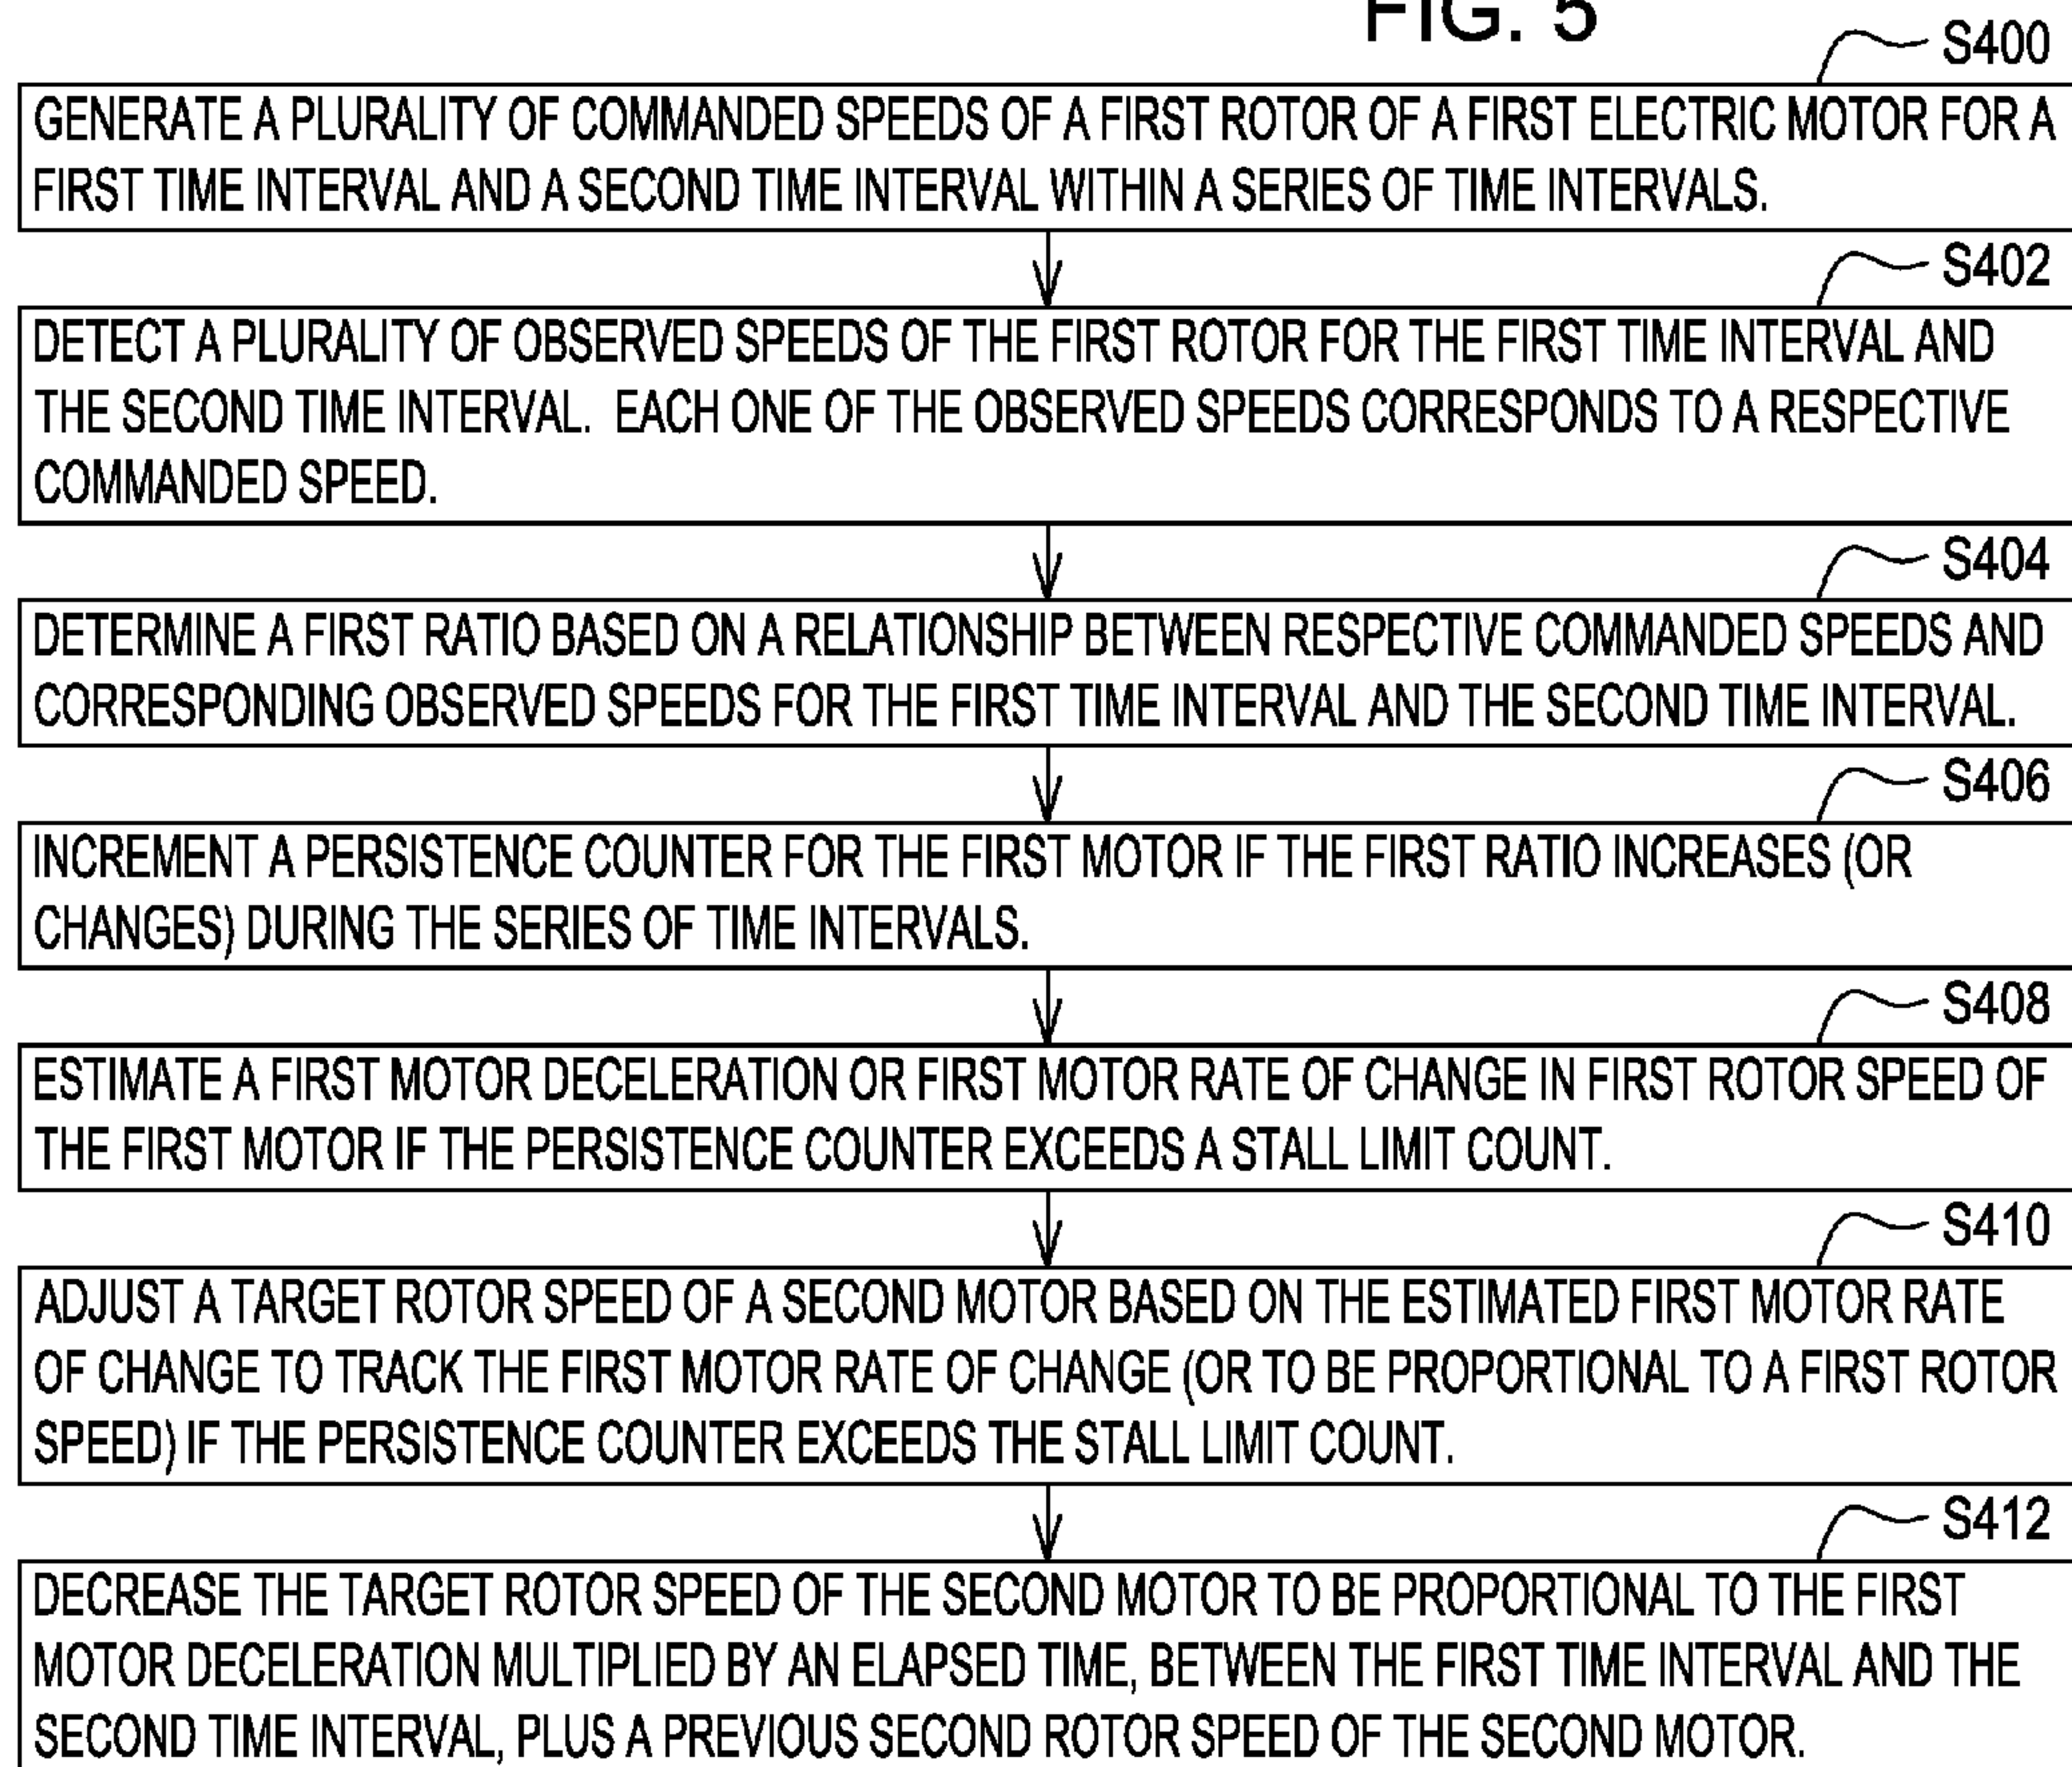 FIG. 5
S400
GENERATE A PLURALITY OF COMMANDED SPEEDS OF A FIRST ROTOR OF A FIRST ELECTRIC MOTOR FOR A
FIRST TIME INTERVAL AND A SECOND TIME INTERVAL WITHIN A SERIES OF TIME INTERVALS.
S402
DETECT A PLURALITY OF OBSERVED SPEEDS OF THE FIRST ROTOR FOR THE FIRST TIME INTERVAL AND
THE SECOND TIME INTERVAL. EACH ONE OF THE OBSERVED SPEEDS CORRESPONDS TO A RESPECTIVE
COMMANDED SPEED.
S404
DETERMINE A FIRST RATIO BASED ON A RELATIONSHIP BETWEEN RESPECTIVE COMMANDED SPEEDS AND
CORRESPONDING OBSERVED SPEEDS FOR THE FIRST TIME INTERVAL AND THE SECOND TIME INTERVAL.
S406
INCREMENT A PERSISTENCE COUNTER FOR THE FIRST MOTOR IF THE FIRST RATIO INCREASES (OR
CHANGES) DURING THE SERIES OF TIME INTERVALS.
S408
ESTIMATE A FIRST MOTOR DECELERATION OR FIRST MOTOR RATE OF CHANGE IN FIRST ROTOR SPEED OF
THE FIRST MOTOR IF THE PERSISTENCE COUNTER EXCEEDS A STALL LIMIT COUNT.
S410
ADJUST A TARGET ROTOR SPEED OF A SECOND MOTOR BASED ON THE ESTIMATED FIRST MOTOR RATE
OF CHANGE TO TRACK THE FIRST MOTOR RATE OF CHANGE (OR TO BE PROPORTIONAL TO A FIRST ROTOR
SPEED) IF THE PERSISTENCE COUNTER EXCEEDS THE STALL LIMIT COUNT.
S412
DECREASE THE TARGET ROTOR SPEED OF THE SECOND MOTOR TO BE PROPORTIONAL TO THE FIRST
MOTOR DECELERATION MULTIPLIED BY AN ELAPSED TIME, BETWEEN THE FIRST TIME INTERVAL AND THE
SECOND TIME INTERVAL, PLUS A PREVIOUS SECOND ROTOR SPEED OF THE SECOND MOTOR.